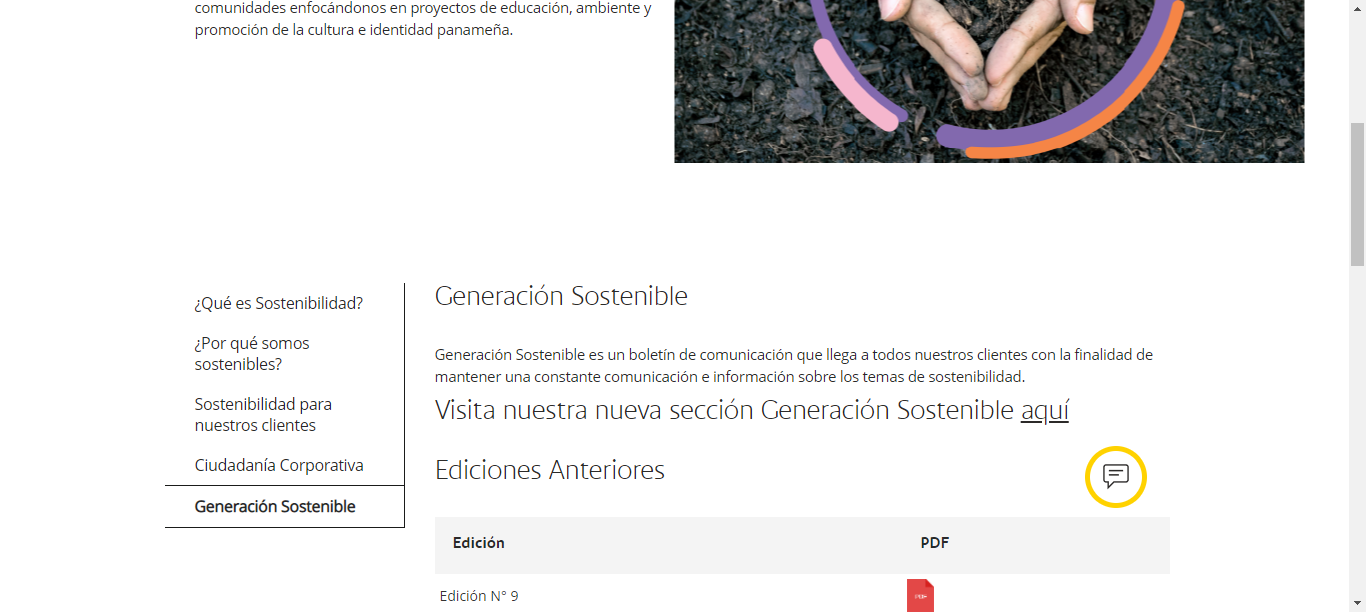 comunidades enfocándonos en proyectos de educación, ambiente y
promoción de la cultura e identidad panameña.
¿Qué es Sostenibilidad?
¿Por qué somos
sostenibles?
Sostenibilidad para
nuestros clientes
Ciudadanía Corporativa
Generación Sostenible
Generación Sostenible
Generación Sostenible es un boletín de comunicación que llega a todos nuestros clientes con la finalidad de
mantener una constante comunicación e información sobre los temas de sostenibilidad.
Visita nuestra nueva sección Generación Sostenible aquí
Ediciones Anteriores
Edición PDF
Edición N° 9 PDF